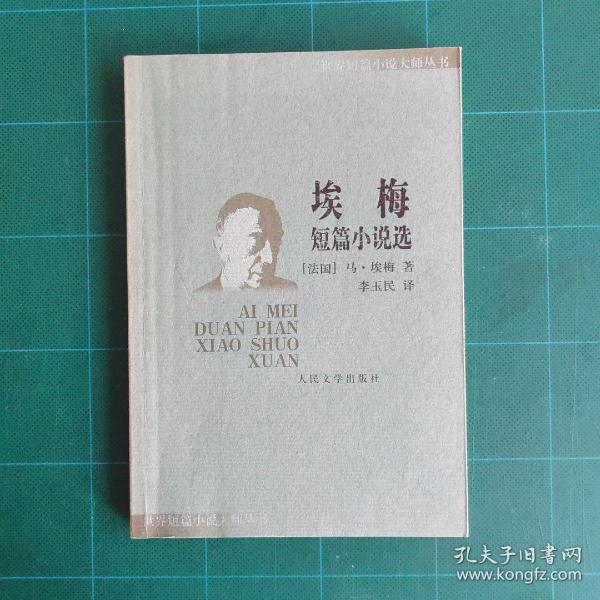 世界短篇小说大师丛书
埃梅
短篇小说选
[法国] 马·埃梅 著
李玉民 译
AI MEI
DUAN PIAN
XIAO SHUO
XUAN
人民文学出版社
世界短篇小说大师丛书
孔夫子旧书网
www.kongfz.com